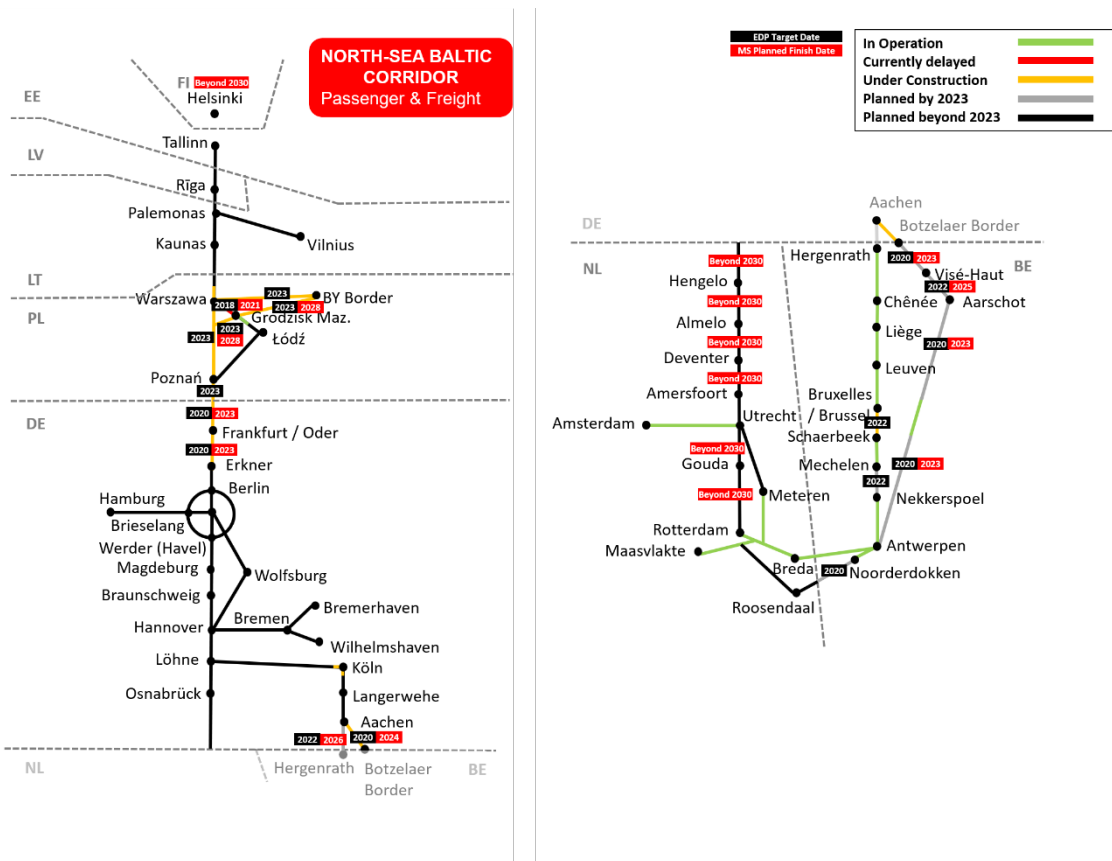 NORTH-SEA BALTIC
CORRIDOR
Passenger & Freight
FI
Beyond 2030
Helsinki
EE
Tallinn
LV
Rīga
Palemonas
Vilnius
Kaunas
LT
Warszawa
2023
BY Border
2018 2021
2023 2028
Grodzisk Maz.
PL
2023
2023
2028
Łódź
Poznań
2023
DE
2020 2023
Frankfurt / Oder
2020 2023
Erkner
Berlin
Hamburg
Brieselang
Werder (Havel)
Magdeburg
Wolfsburg
Braunschweig
Bremerhaven
Hannover
Bremen
Wilhelmshaven
Löhne
Köln
Osnabrück
Langerwehe
Aachen
2022 2026
2020 2024
NL
Hergenrath
Botzelaer
Border
BE
EDP Target Date
MS Planned Finish Date
In Operation
Currently delayed
Under Construction
Planned by 2023
Planned beyond 2023
Aachen
DE
Botzelaer Border
NL
Beyond 2030
Hergenrath
2020 2023
BE
Hengelo
Visé-Haut
2022 2025
Beyond 2030
Chênée
Aarschot
Almelo
Liège
Beyond 2030
2020 2023
Deventer
Leuven
Beyond 2030
Amersfoort
Bruxelles
/ Brussel
Amsterdam
Utrecht
2022
Schaerbeek
Beyond 2030
Gouda
Mechelen
2020 2023
2022
Beyond 2030
Meteren
Nekkerspoel
Rotterdam
Maasvlakte
Antwerpen
Breda
2020
Noorderdokken
Roosendaal